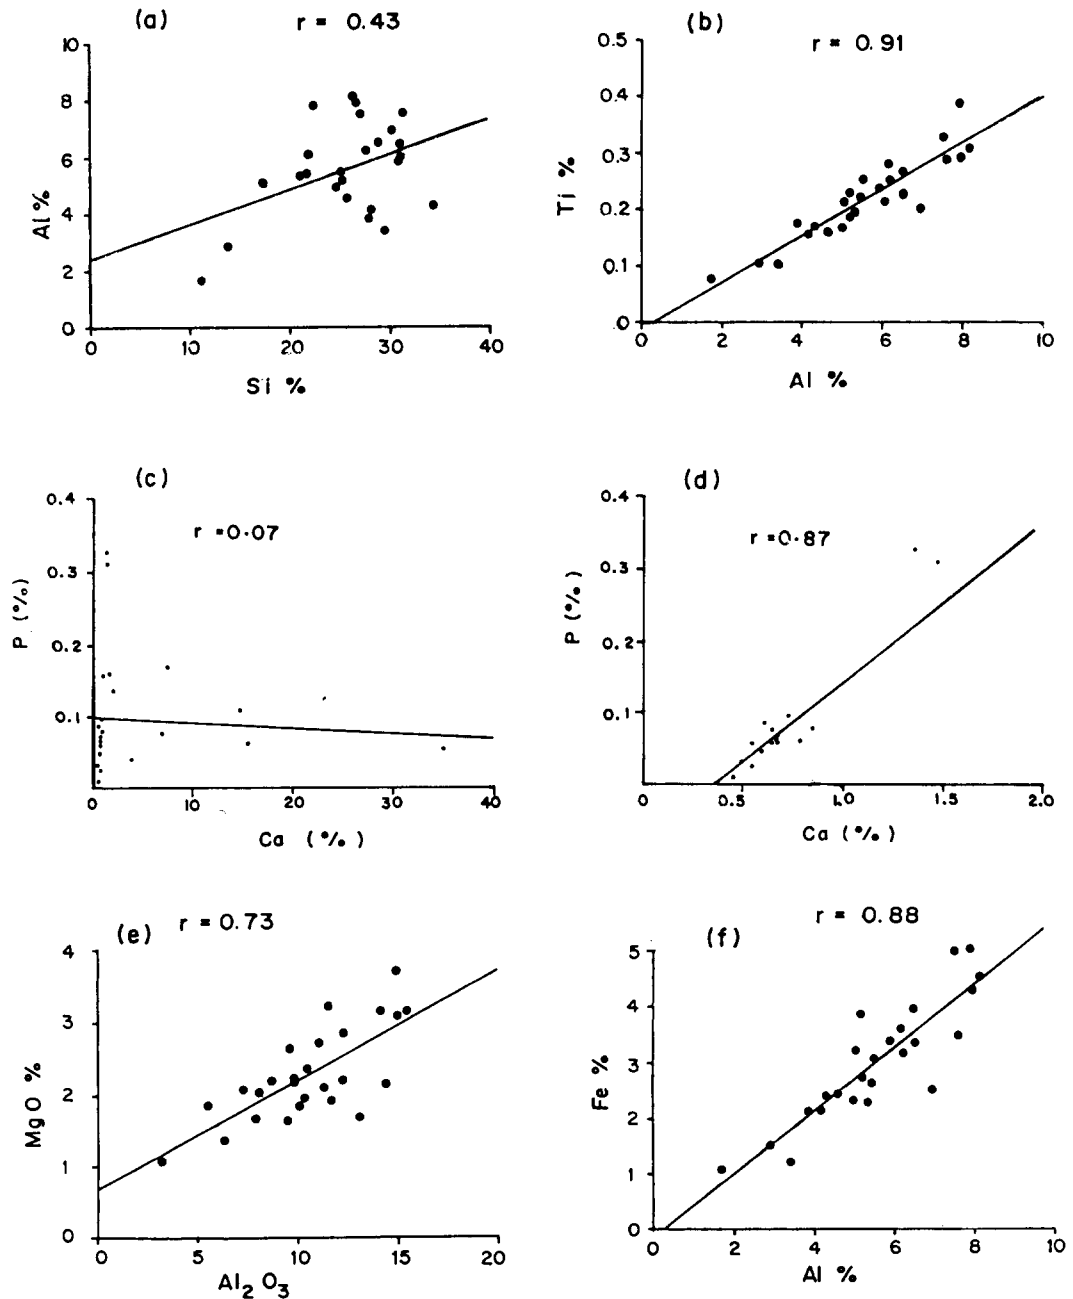 (a) r = 0.43
10
8
6
4
2
0
Al %
0 10 20 30 40
Si %
(b) r = 0.91
0.5
0.4
0.3
0.2
0.1
0
Ti %
0 2 4 6 8 10
Al %
(c)
r = 0.07
0.4
0.3
0.2
0.1
0
P (%)
0 10 20 30 40
Ca (%)
(d)
r = 0.87
0.4
0.3
0.2
0.1
0
P (%)
0 0.5 1.0 1.5 2.0
Ca (%)
(e) r = 0.73
4
3
2
1
0
MgO %
0 5 10 15 20
Al2 O3
(f) r = 0.88
5
4
3
2
1
0
Fe %
0 2 4 6 8 10
Al %